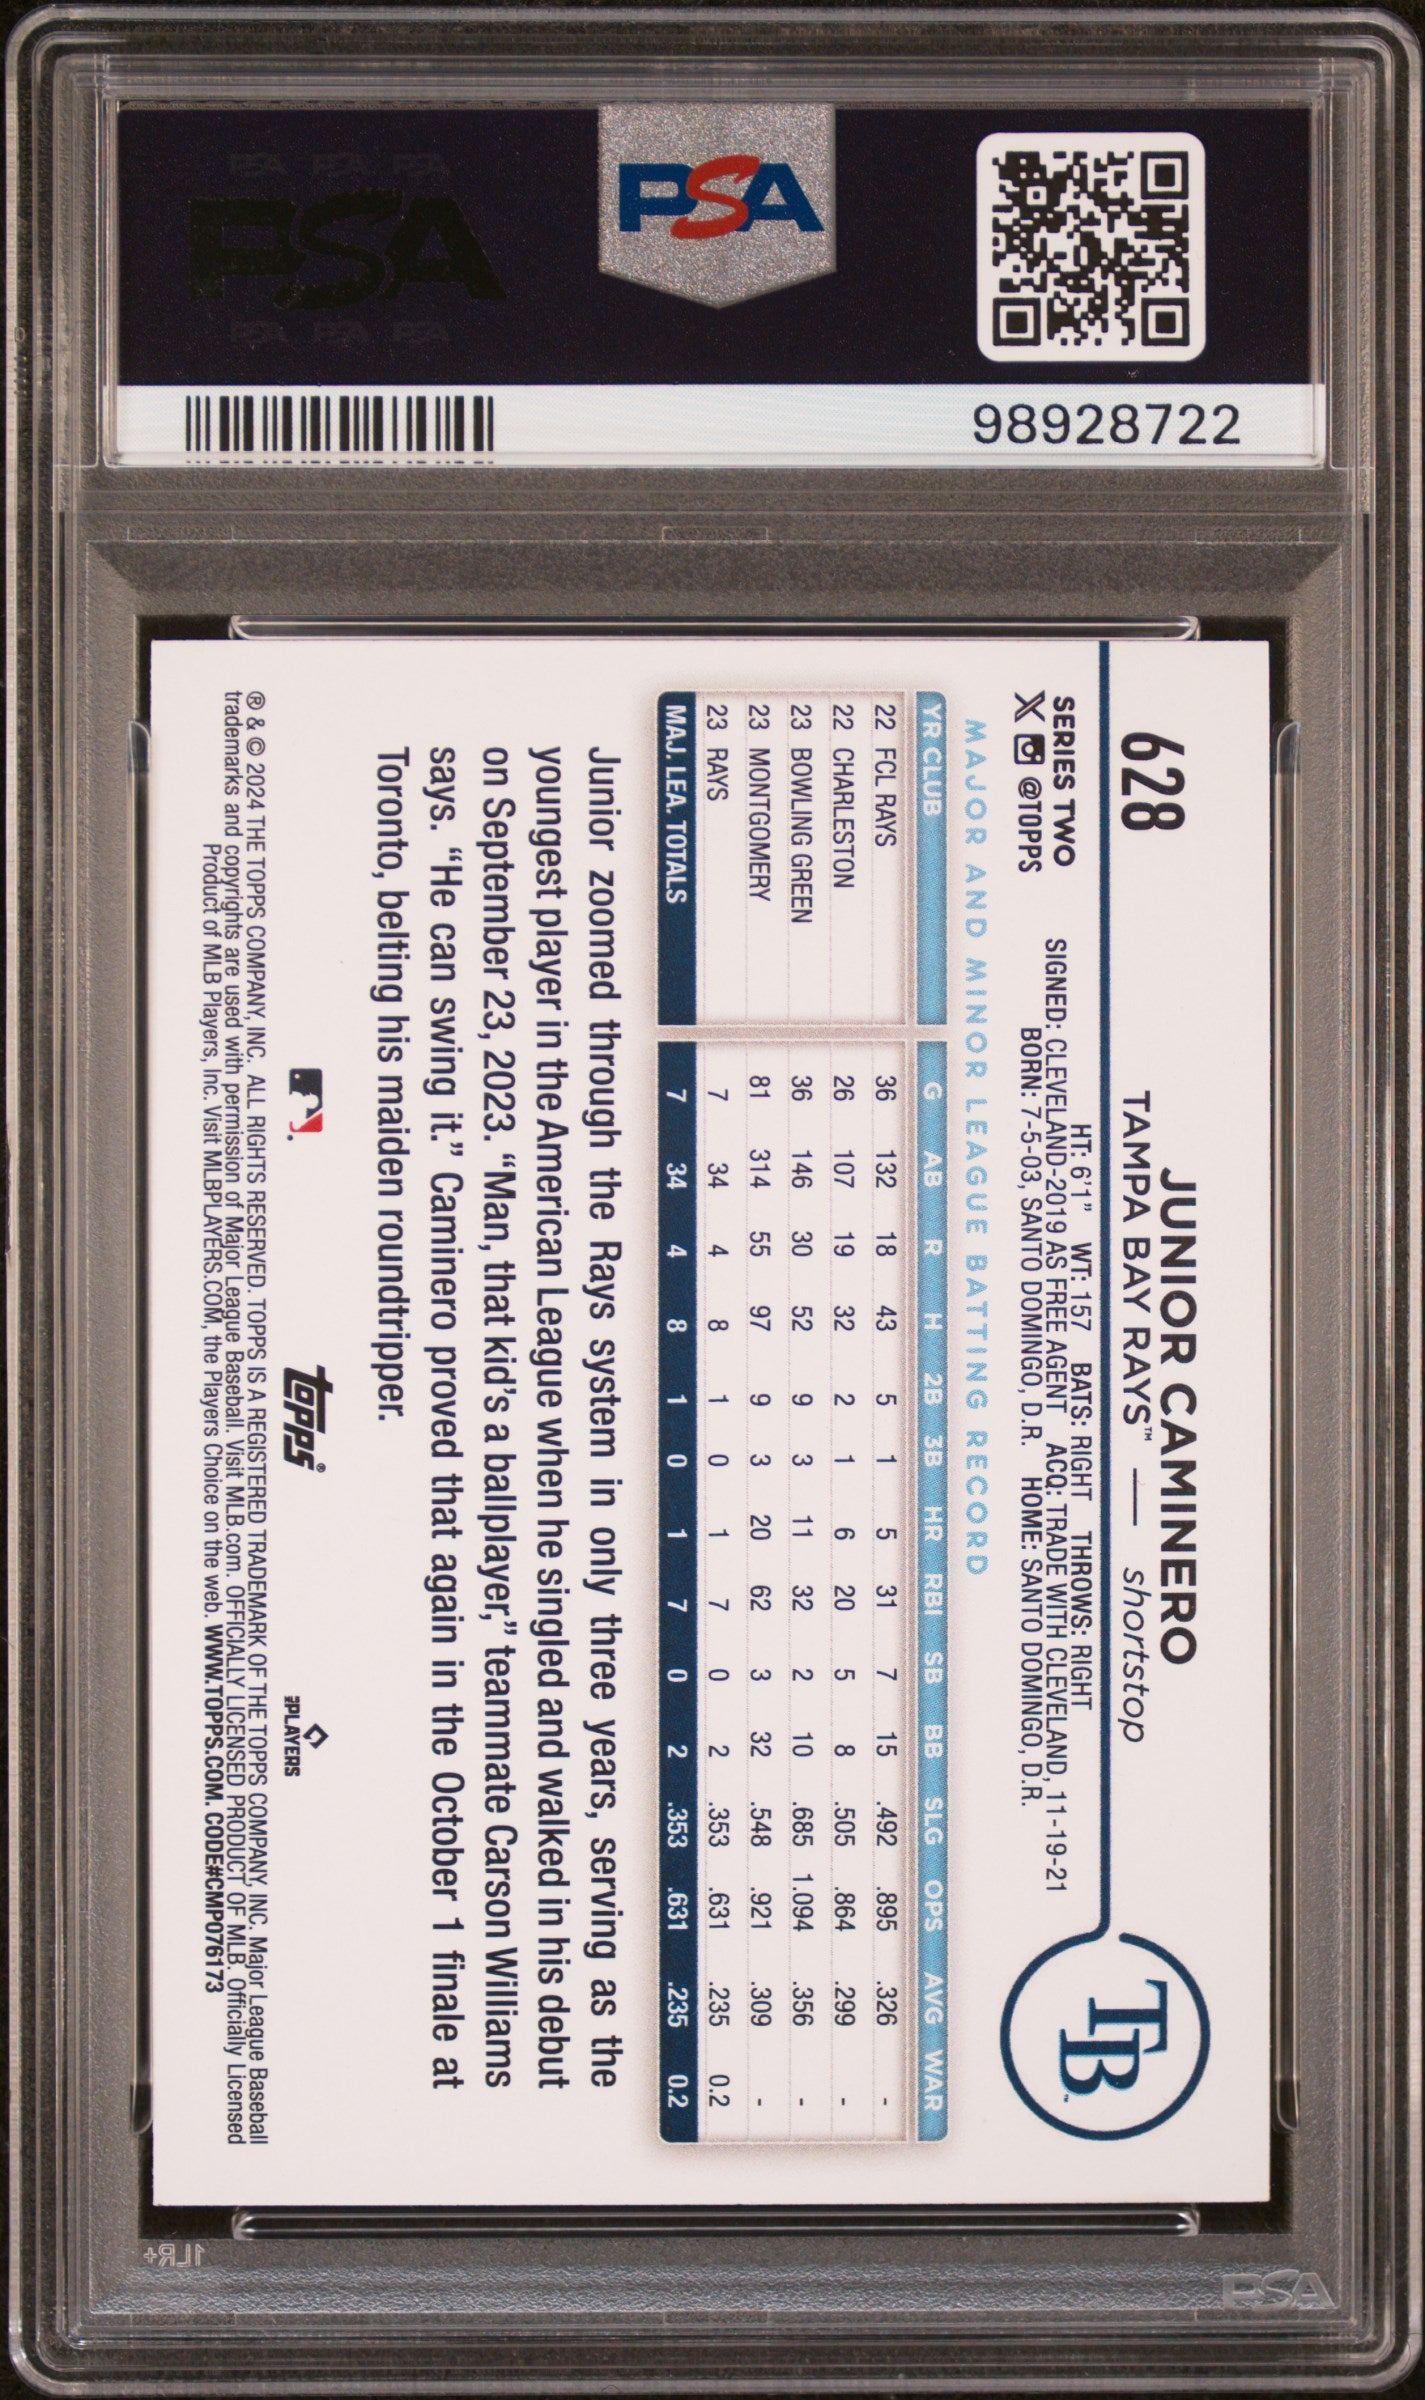 PSA PSA PSA
PSA
PSA PSA PSA
PSA
98928722
628
JUNIOR CAMINERO
TAMPA BAY RAYS™ — shortstop
SERIES TWO
X @TOPPS
HT: 6'1" WT: 157 BATS: RIGHT THROWS: RIGHT
SIGNED: CLEVELAND-2019 AS FREE AGENT ACQ: TRADE WITH CLEVELAND, 11-19-21
BORN: 7-5-03, SANTO DOMINGO, D.R. HOME: SANTO DOMINGO, D.R.
TB™
MAJOR AND MINOR LEAGUE BATTING RECORD
YR CLUB G AB R H 2B 3B HR RBI SB BB SLG OPS AVG WAR
22 FCL RAYS 36 132 18 43 5 1 5 31 7 15 .492 .895 .326 -
22 CHARLESTON 26 107 19 32 2 1 6 20 5 8 .505 .864 .299 -
23 BOWLING GREEN 36 146 30 52 9 3 11 32 2 10 .685 1.094 .356 -
23 MONTGOMERY 81 314 55 97 9 3 20 62 3 32 .548 .921 .309 -
23 RAYS 7 34 4 8 1 0 1 7 0 2 .353 .631 .235 0.2
MAJ. LEA. TOTALS 7 34 4 8 1 0 1 7 0 2 .353 .631 .235 0.2
Junior zoomed through the Rays system in only three years, serving as the
youngest player in the American League when he singled and walked in his debut
on September 23, 2023. “Man, that kid’s a ballplayer,” teammate Carson Williams
says. “He can swing it.” Caminero proved that again in the October 1 finale at
Toronto, belting his maiden roundtripper.
topps®
PLAYERS
® & © 2024 THE TOPPS COMPANY, INC. ALL RIGHTS RESERVED. TOPPS IS A REGISTERED TRADEMARK OF THE TOPPS COMPANY, INC. Major League Baseball
trademarks and copyrights are used with permission of Major League Baseball. Visit MLB.com. OFFICIALLY LICENSED PRODUCT OF MLB. Officially Licensed
Product of MLB Players, Inc. Visit MLBPLAYERS.COM, the Players Choice on the web. WWW.TOPPS.COM. CODE#CMP076173
1LR+
PSA